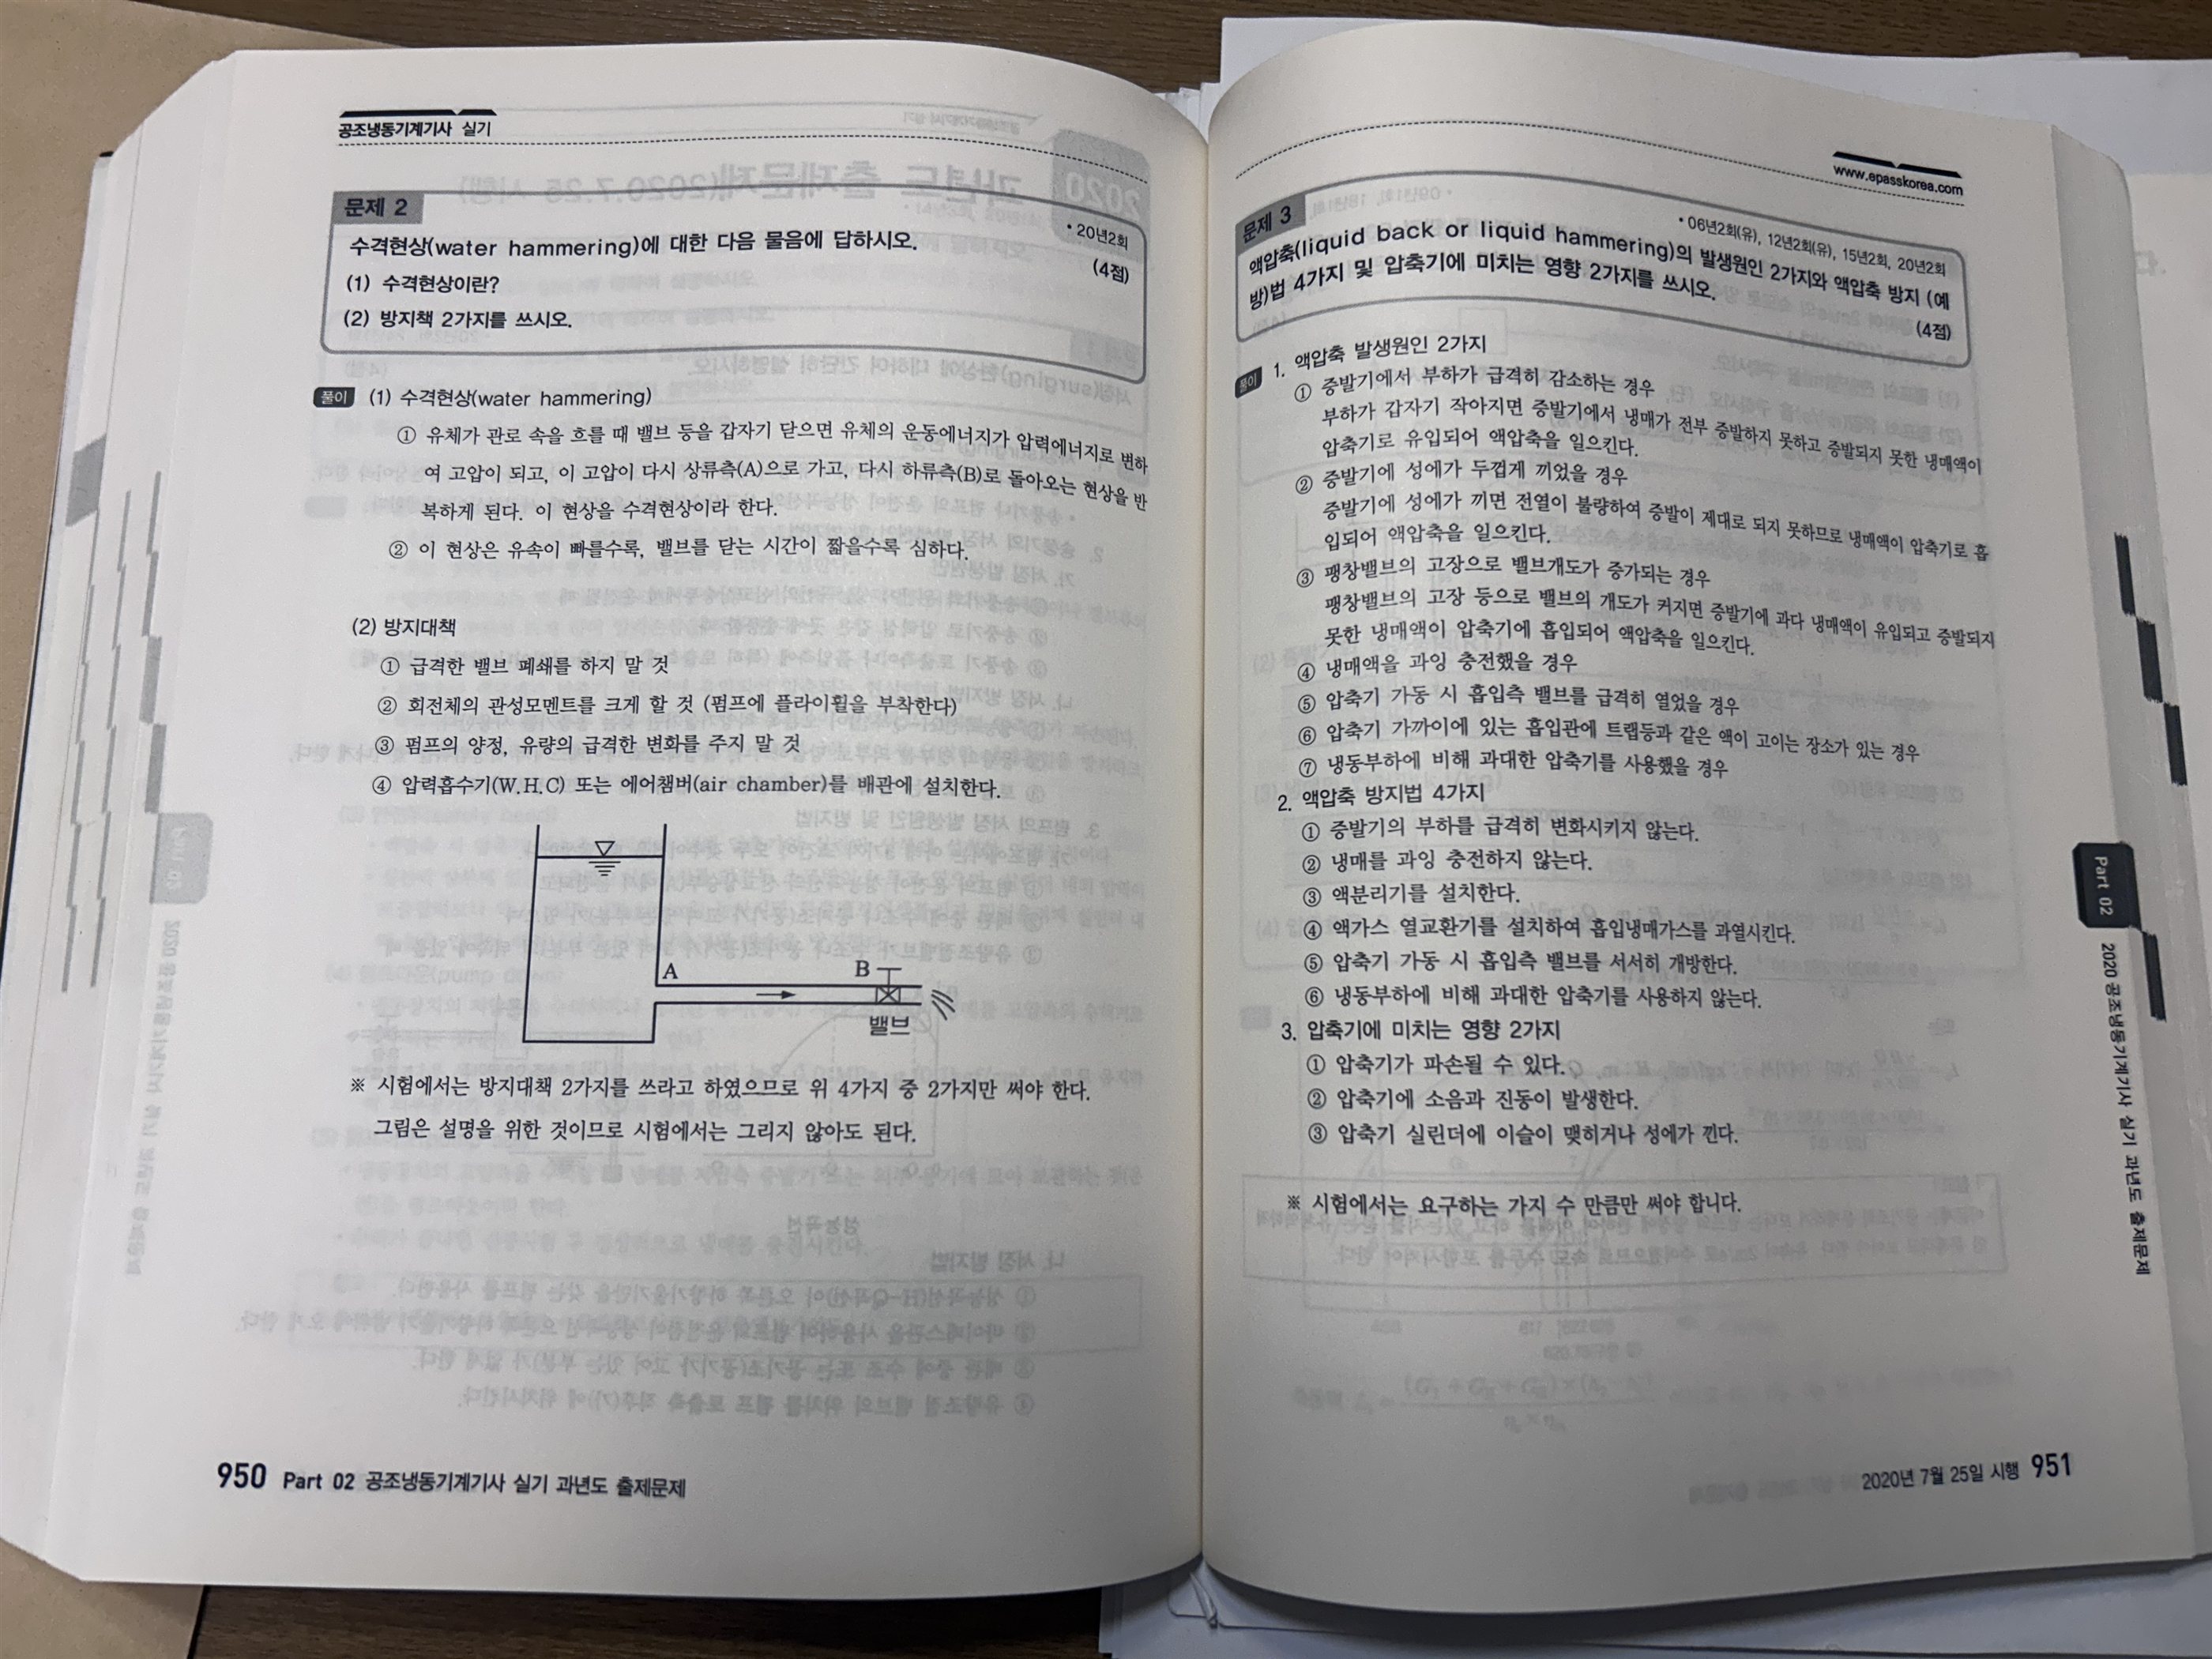 공조냉동기계기사 실기
문제 2
• 20년2회
수격현상(water hammering)에 대한 다음 물음에 답하시오.
(4점)
(1) 수격현상이란?
(2) 방지책 2가지를 쓰시오.
풀이 (1) 수격현상(water hammering)
① 유체가 관로 속을 흐를 때 밸브 등을 갑자기 닫으면 유체의 운동에너지가 압력에너지로 변하
여 고압이 되고, 이 고압이 다시 상류측(A)으로 가고, 다시 하류측(B)로 돌아오는 현상을 반
복하게 된다. 이 현상을 수격현상이라 한다.
② 이 현상은 유속이 빠를수록, 밸브를 닫는 시간이 짧을수록 심하다.
(2) 방지대책
① 급격한 밸브 폐쇄를 하지 말 것
② 회전체의 관성모멘트를 크게 할 것 (펌프에 플라이휠을 부착한다)
③ 펌프의 양정, 유량의 급격한 변화를 주지 말 것
④ 압력흡수기(W.H.C) 또는 에어챔버(air chamber)를 배관에 설치한다.
A
B
밸브
※ 시험에서는 방지대책 2가지를 쓰라고 하였으므로 위 4가지 중 2가지만 써야 한다.
그림은 설명을 위한 것이므로 시험에서는 그리지 않아도 된다.
950 Part 02 공조냉동기계기사 실기 과년도 출제문제
www.epasskorea.com
문제 3
• 06년2회(유), 12년2회(유), 15년2회, 20년2회
액압축(liquid back or liquid hammering)의 발생원인 2가지와 액압축 방지 (예
방)법 4가지 및 압축기에 미치는 영향 2가지를 쓰시오.
(4점)
풀이 1. 액압축 발생원인 2가지
① 증발기에서 부하가 급격히 감소하는 경우
부하가 갑자기 작아지면 증발기에서 냉매가 전부 증발하지 못하고 증발되지 못한 냉매액이
압축기로 유입되어 액압축을 일으킨다.
② 증발기에 성에가 두껍게 끼었을 경우
증발기에 성에가 끼면 전열이 불량하여 증발이 제대로 되지 못하므로 냉매액이 압축기로 흡
입되어 액압축을 일으킨다.
③ 팽창밸브의 고장으로 밸브개도가 증가되는 경우
팽창밸브의 고장 등으로 밸브의 개도가 커지면 증발기에 과다 냉매액이 유입되고 증발되지
못한 냉매액이 압축기에 흡입되어 액압축을 일으킨다.
④ 냉매액을 과잉 충전했을 경우
⑤ 압축기 가동 시 흡입측 밸브를 급격히 열었을 경우
⑥ 압축기 가까이에 있는 흡입관에 트랩등과 같은 액이 고이는 장소가 있는 경우
⑦ 냉동부하에 비해 과대한 압축기를 사용했을 경우
2. 액압축 방지법 4가지
① 증발기의 부하를 급격히 변화시키지 않는다.
② 냉매를 과잉 충전하지 않는다.
③ 액분리기를 설치한다.
④ 액가스 열교환기를 설치하여 흡입냉매가스를 과열시킨다.
⑤ 압축기 가동 시 흡입측 밸브를 서서히 개방한다.
⑥ 냉동부하에 비해 과대한 압축기를 사용하지 않는다.
3. 압축기에 미치는 영향 2가지
① 압축기가 파손될 수 있다.
② 압축기에 소음과 진동이 발생한다.
③ 압축기 실린더에 이슬이 맺히거나 성에가 낀다.
※ 시험에서는 요구하는 가지 수 만큼만 써야 합니다.
Part 02
2020 공조냉동기계기사 실기 과년도 출제문제
2020년 7월 25일 시행 951